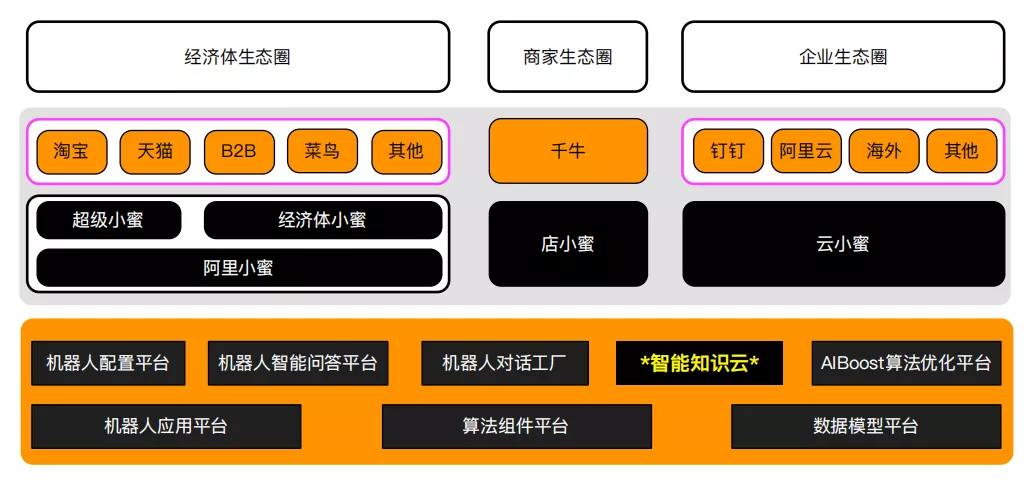 经济体生态圈
商家生态圈
企业生态圈
淘宝
天猫
B2B
菜鸟
其他
千牛
钉钉
阿里云
海外
其他
超级小蜜
经济体小蜜
阿里小蜜
店小蜜
云小蜜
机器人配置平台
机器人智能问答平台
机器人对话工厂
*智能知识云*
AIBoost算法优化平台
机器人应用平台
算法组件平台
数据模型平台